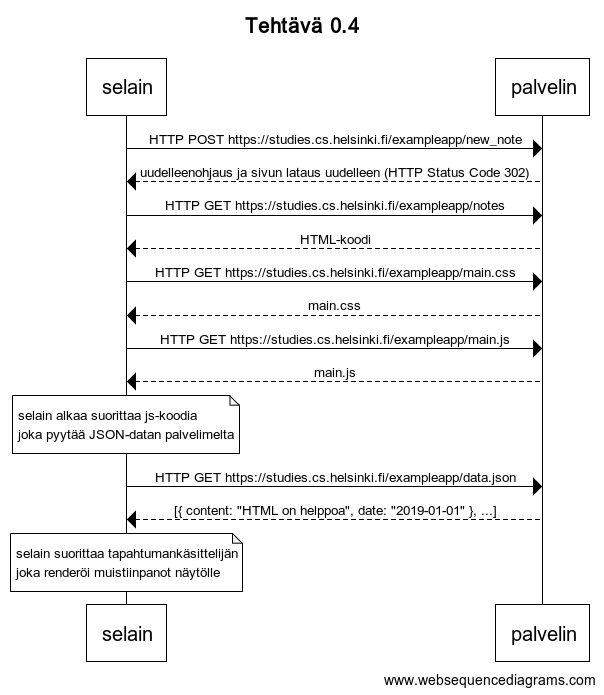 Tehtävä 0.4
selain
palvelin
HTTP POST https://studies.cs.helsinki.fi/exampleapp/new_note
uudelleenohjaus ja sivun lataus uudelleen (HTTP Status Code 302)
HTTP GET https://studies.cs.helsinki.fi/exampleapp/notes
HTML-koodi
HTTP GET https://studies.cs.helsinki.fi/exampleapp/main.css
main.css
HTTP GET https://studies.cs.helsinki.fi/exampleapp/main.js
main.js
selain alkaa suorittaa js-koodia
joka pyytää JSON-datan palvelimelta
HTTP GET https://studies.cs.helsinki.fi/exampleapp/data.json
[{ content: "HTML on helppoa", date: "2019-01-01" }, ...]
selain suorittaa tapahtumankäsittelijän
joka renderöi muistiinpanot näytölle
selain
palvelin
www.websequencediagrams.com